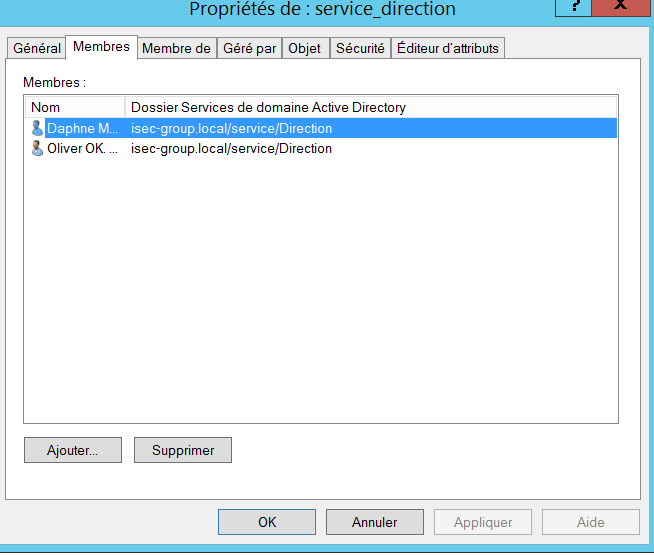 Propriétés de : service_direction
? X
Général Membres Membre de Géré par Objet Sécurité Éditeur d'attributs
Membres :
Nom Dossier Services de domaine Active Directory
Daphne M... isec-group.local/service/Direction
Oliver OK. ... isec-group.local/service/Direction
Ajouter... Supprimer
OK Annuler Appliquer Aide